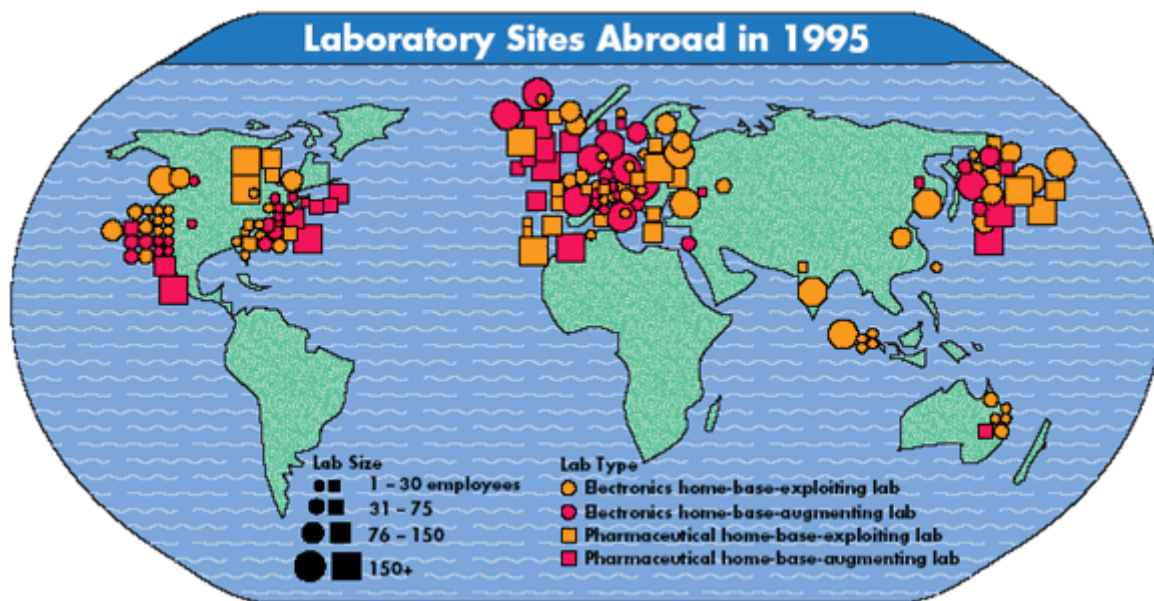 Laboratory Sites Abroad in 1995
Lab Size
1 – 30 employees
31 – 75
76 – 150
150+
Lab Type
Electronics home-base-exploiting lab
Electronics home-base-augmenting lab
Pharmaceutical home-base-exploiting lab
Pharmaceutical home-base-augmenting lab